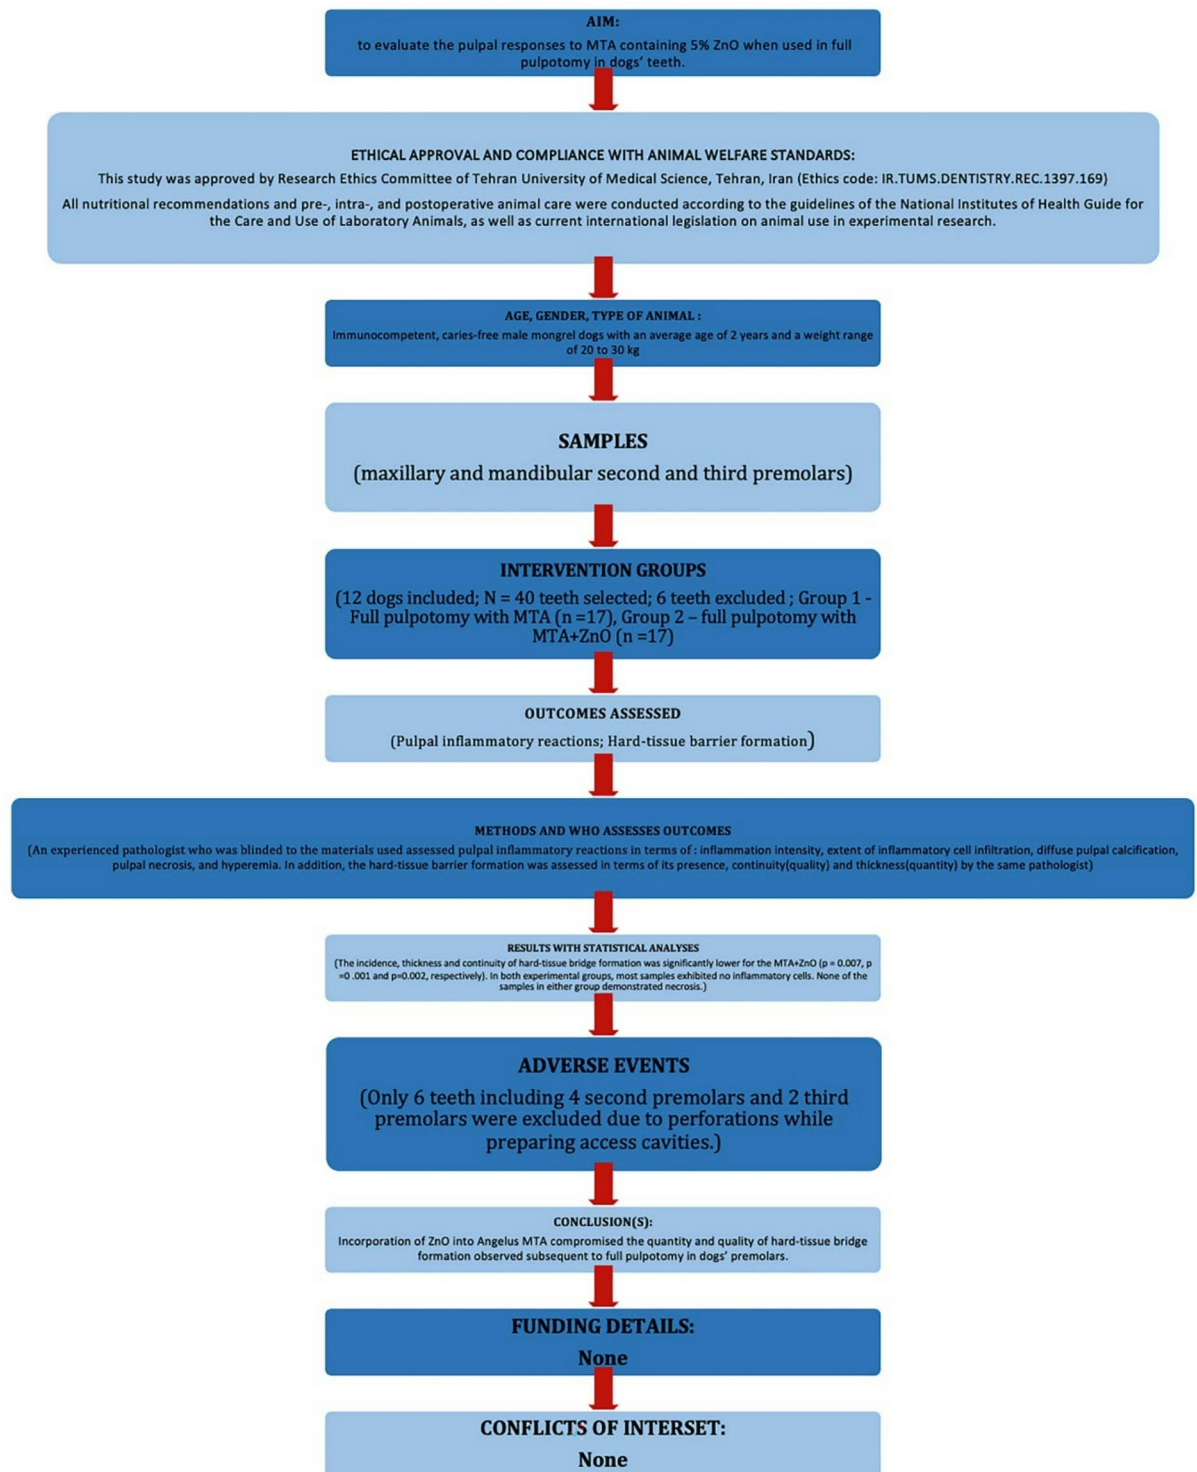 AIM:
to evaluate the pulpal responses to MTA containing 5% ZnO when used in full
pulpotomy in dogs' teeth.
ETHICAL APPROVAL AND COMPLIANCE WITH ANIMAL WELFARE STANDARDS:
This study was approved by Research Ethics Committee of Tehran University of Medical Science, Tehran, Iran (Ethics code: IR.TUMS.DENTISTRY.REC.1397.169)
All nutritional recommendations and pre-, intra-, and postoperative animal care were conducted according to the guidelines of the National Institutes of Health Guide for
the Care and Use of Laboratory Animals, as well as current international legislation on animal use in experimental research.
AGE, GENDER, TYPE OF ANIMAL :
Immunocompetent, caries-free male mongrel dogs with an average age of 2 years and a weight range
of 20 to 30 kg
SAMPLES
(maxillary and mandibular second and third premolars)
INTERVENTION GROUPS
(12 dogs included; N = 40 teeth selected; 6 teeth excluded ; Group 1 -
Full pulpotomy with MTA (n =17), Group 2 – full pulpotomy with
MTA+ZnO (n =17)
OUTCOMES ASSESSED
(Pulpal inflammatory reactions; Hard-tissue barrier formation)
METHODS AND WHO ASSESSES OUTCOMES
(An experienced pathologist who was blinded to the materials used assessed pulpal inflammatory reactions in terms of : inflammation intensity, extent of inflammatory cell infiltration, diffuse pulpal calcification,
pulpal necrosis, and hyperemia. In addition, the hard-tissue barrier formation was assessed in terms of its presence, continuity(quality) and thickness(quantity) by the same pathologist)
RESULTS WITH STATISTICAL ANALYSES
(The incidence, thickness and continuity of hard-tissue bridge formation was significantly lower for the MTA+ZnO (p = 0.007, p
=0 .001 and p=0.002, respectively). In both experimental groups, most samples exhibited no inflammatory cells. None of the
samples in either group demonstrated necrosis.)
ADVERSE EVENTS
(Only 6 teeth including 4 second premolars and 2 third
premolars were excluded due to perforations while
preparing access cavities.)
CONCLUSION(S):
Incorporation of ZnO into Angelus MTA compromised the quantity and quality of hard-tissue bridge
formation observed subsequent to full pulpotomy in dogs' premolars.
FUNDING DETAILS:
None
CONFLICTS OF INTERSET:
None